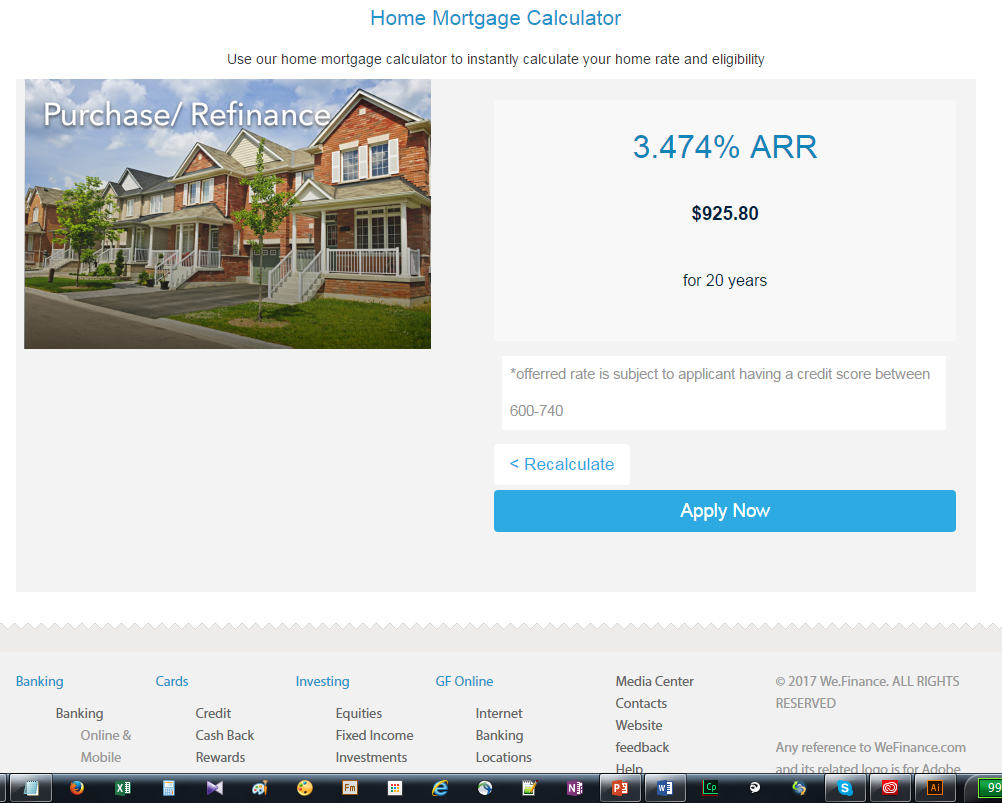 Home Mortgage Calculator
Use our home mortgage calculator to instantly calculate your home rate and eligibility
Purchase/ Refinance
3.474% ARR
$925.80
for 20 years
*offerred rate is subject to applicant having a credit score between
600-740
< Recalculate
Apply Now
Banking
Banking
Online &
Mobile
Cards
Credit
Cash Back
Rewards
Investing
Equities
Fixed Income
Investments
GF Online
Internet
Banking
Locations
Media Center
Contacts
Website
feedback
Help
© 2017 We.Finance. ALL RIGHTS
RESERVED
Any reference to WeFinance.com
and its related logo is for Adobe
Fm
Cp
Ai
99